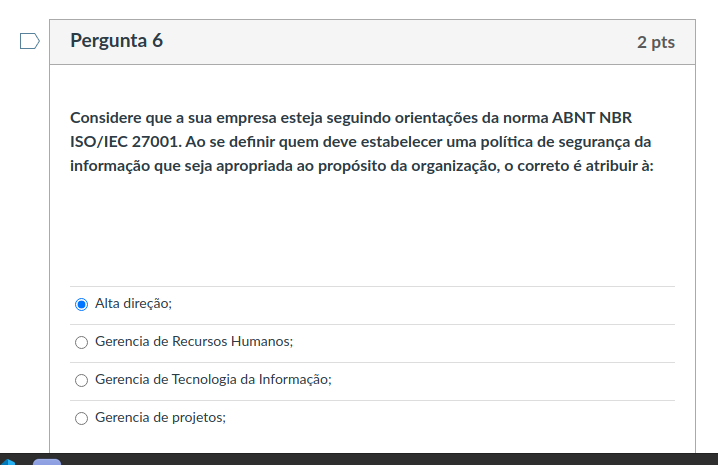 Pergunta 6
2 pts
Considere que a sua empresa esteja seguindo orientações da norma ABNT NBR
ISO/IEC 27001. Ao se definir quem deve estabelecer uma política de segurança da
informação que seja apropriada ao propósito da organização, o correto é atribuir à:
Alta direção;
Gerencia de Recursos Humanos;
Gerencia de Tecnologia da Informação;
Gerencia de projetos;